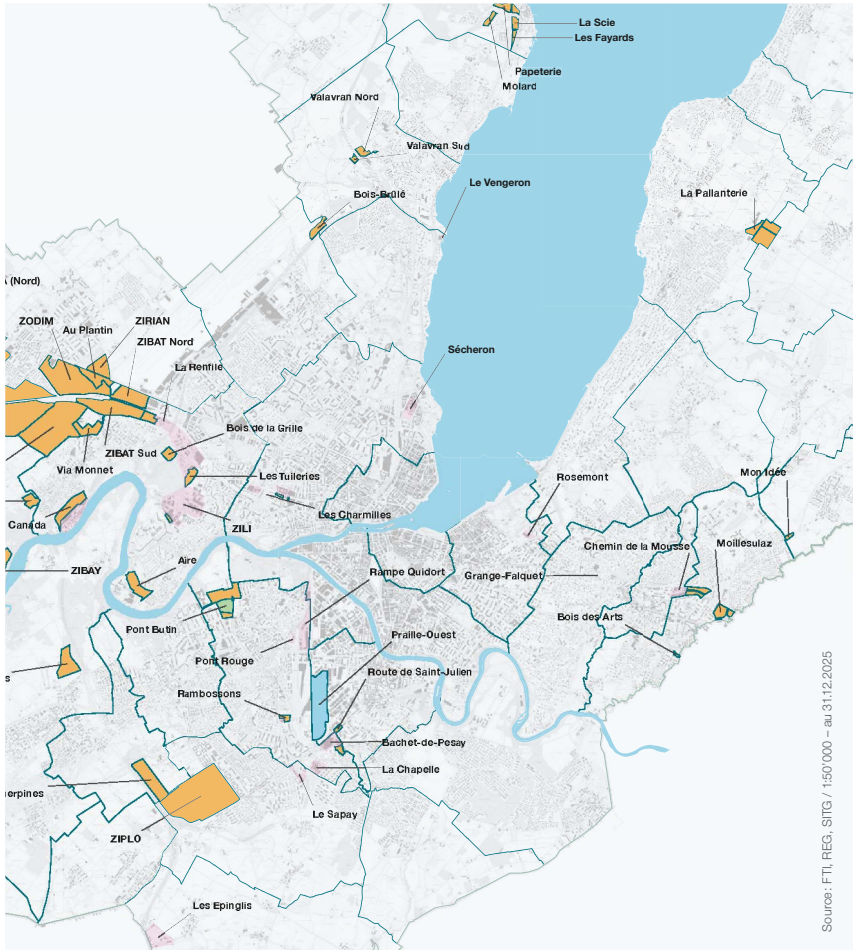 La Scie
Les Fayards
Papeterie
Molard
Valavran Nord
Valavran Sud
Le Vengeron
Bois-Brûlé
La Pallanterie
(Nord)
ZODIM
Au Plantin
ZIRIAN
ZIBAT Nord
La Renfile
Sécheron
Bois de la Grille
ZIBAT Sud
Via Monnet
Les Tuileries
Mon Idée
Rosemont
Les Charmilles
Canada
ZILI
Chemin de la Mousse
Moillesulaz
Aïre
ZIBAY
Rampe Quidort
Grange-Falquet
Bois des Arts
Pont Butin
Praille-Ouest
Pont Rouge
Route de Saint-Julien
s
Rambossons
Bachet-de-Pesay
La Chapelle
erpines
Le Sapay
ZIPLO
Les Epinglis
Source : FTI, REG, SITG / 1:50'000 – au 31.12.2025